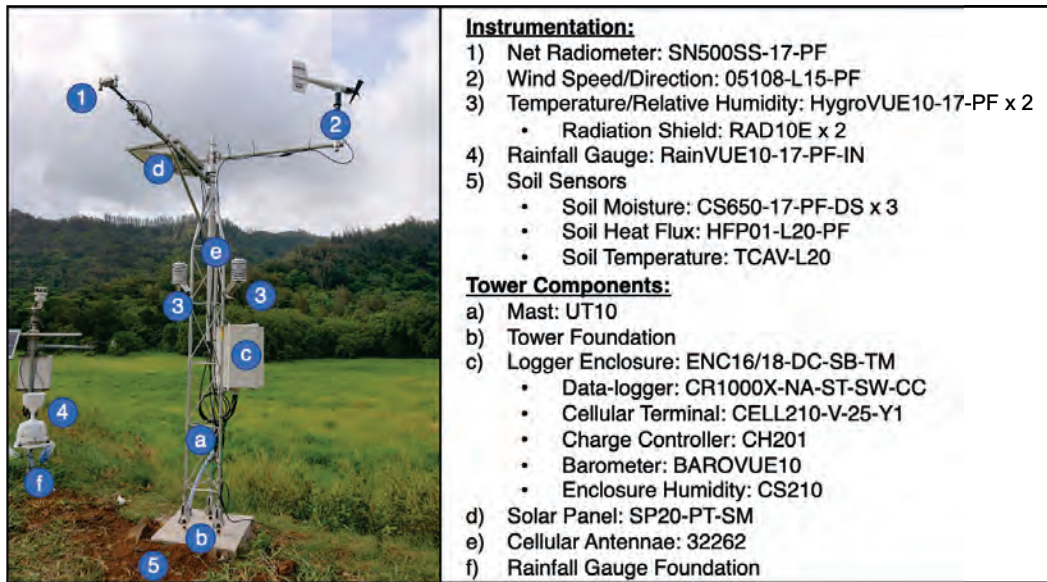 Instrumentation:
1) Net Radiometer: SN500SS-17-PF
2) Wind Speed/Direction: 05108-L15-PF
3) Temperature/Relative Humidity: HygroVUE10-17-PF x 2
• Radiation Shield: RAD10E x 2
4) Rainfall Gauge: RainVUE10-17-PF-IN
5) Soil Sensors
• Soil Moisture: CS650-17-PF-DS x 3
• Soil Heat Flux: HFP01-L20-PF
• Soil Temperature: TCAV-L20
Tower Components:
a) Mast: UT10
b) Tower Foundation
c) Logger Enclosure: ENC16/18-DC-SB-TM
• Data-logger: CR1000X-NA-ST-SW-CC
• Cellular Terminal: CELL210-V-25-Y1
• Charge Controller: CH201
• Barometer: BAROVUE10
• Enclosure Humidity: CS210
d) Solar Panel: SP20-PT-SM
e) Cellular Antennae: 32262
f) Rainfall Gauge Foundation
1
2
d
e
3
3
c
4
a
f
b
5